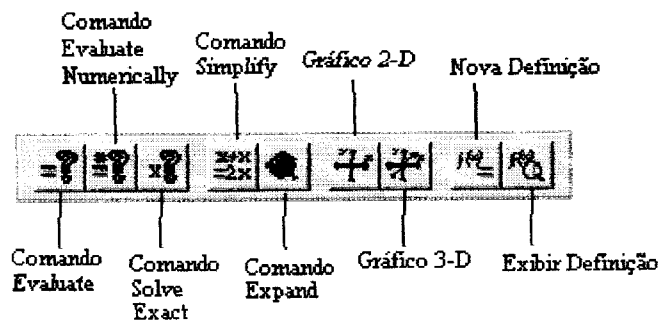 Comando
Evaluate
Numerically
Comando
Simplify
Gráfico 2-D
Nova Definição
=?
x?
x+x
=2x
Comando
Evaluate
Comando
Solve
Exact
Comando
Expand
Gráfico 3-D
Exibir Definição